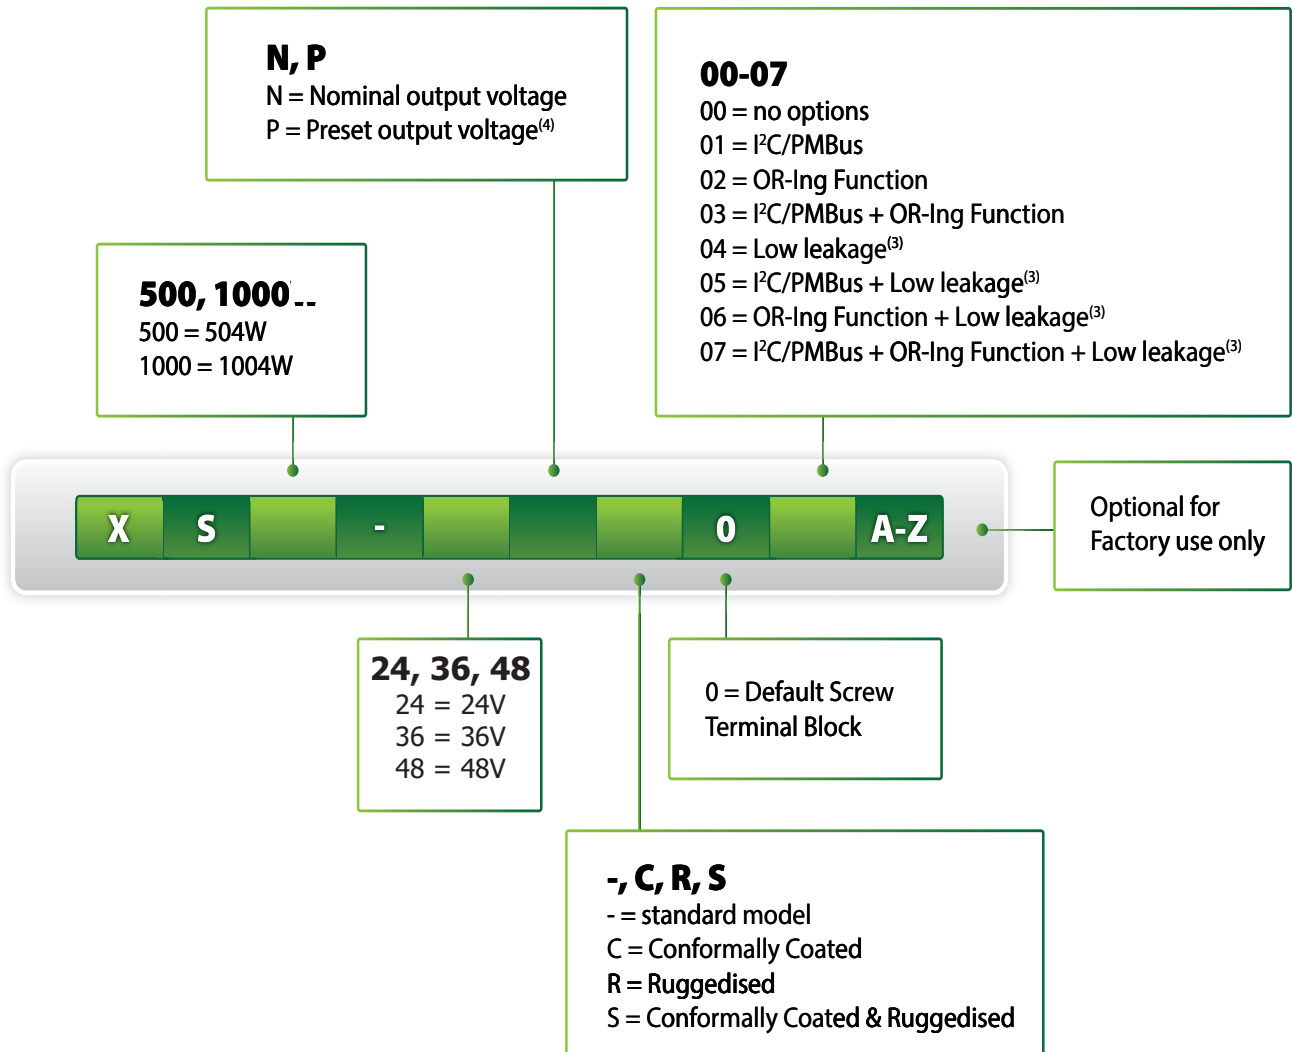 N, P
N = Nominal output voltage
P = Preset output voltage(4)
00-07
00 = no options
01 = I²C/PMBus
02 = OR-Ing Function
03 = I²C/PMBus + OR-Ing Function
04 = Low leakage(3)
05 = I²C/PMBus + Low leakage(3)
06 = OR-Ing Function + Low leakage(3)
07 = I²C/PMBus + OR-Ing Function + Low leakage(3)
500, 1000
500 = 504W
1000 = 1004W
X S - 0 A-Z
Optional for
Factory use only
24, 36, 48
24 = 24V
36 = 36V
48 = 48V
0 = Default Screw
Terminal Block
-, C, R, S
- = standard model
C = Conformally Coated
R = Ruggedised
S = Conformally Coated & Ruggedised